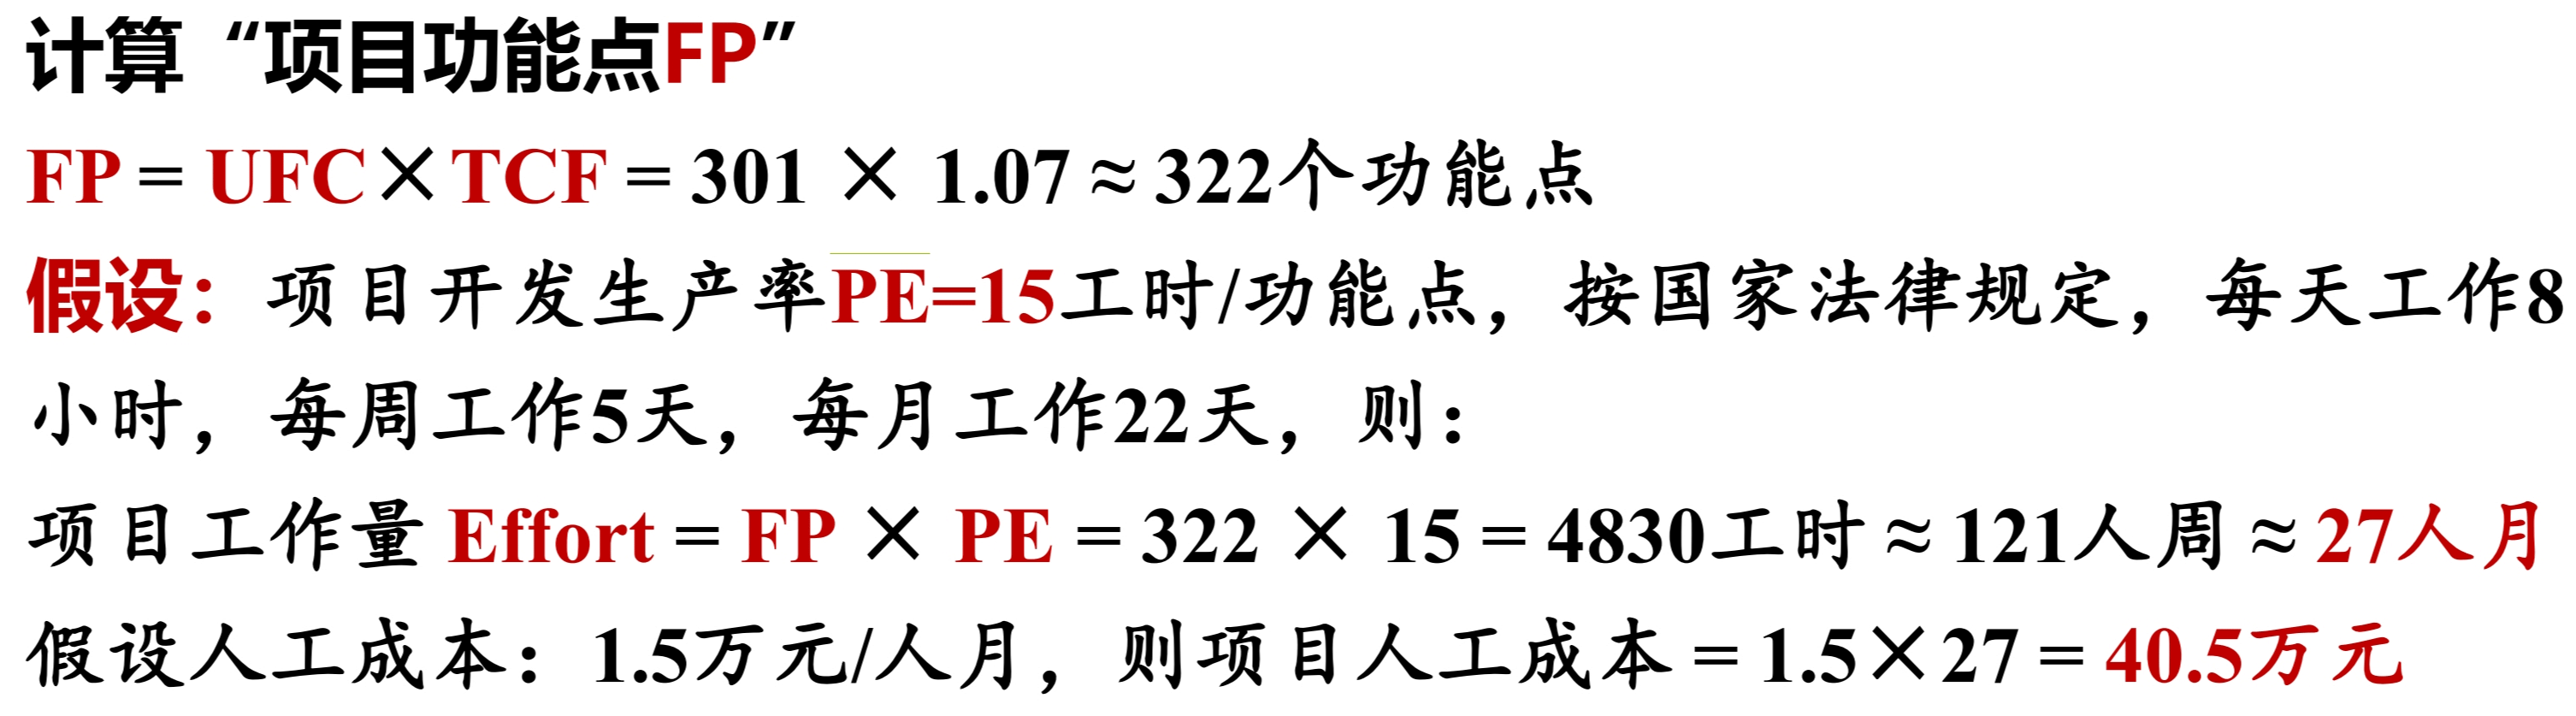 计算“项目功能点FP”
FP = UFC×TCF = 301 × 1.07 ≈ 322个功能点
假设：项目开发生产率PE=15工时/功能点，按国家法律规定，每天工作8
小时，每周工作5天，每月工作22天，则：
项目工作量 Effort = FP × PE = 322 × 15 = 4830工时 ≈ 121人周 ≈ 27人月
假设人工成本：1.5万元/人月，则项目人工成本 = 1.5×27 = 40.5万元